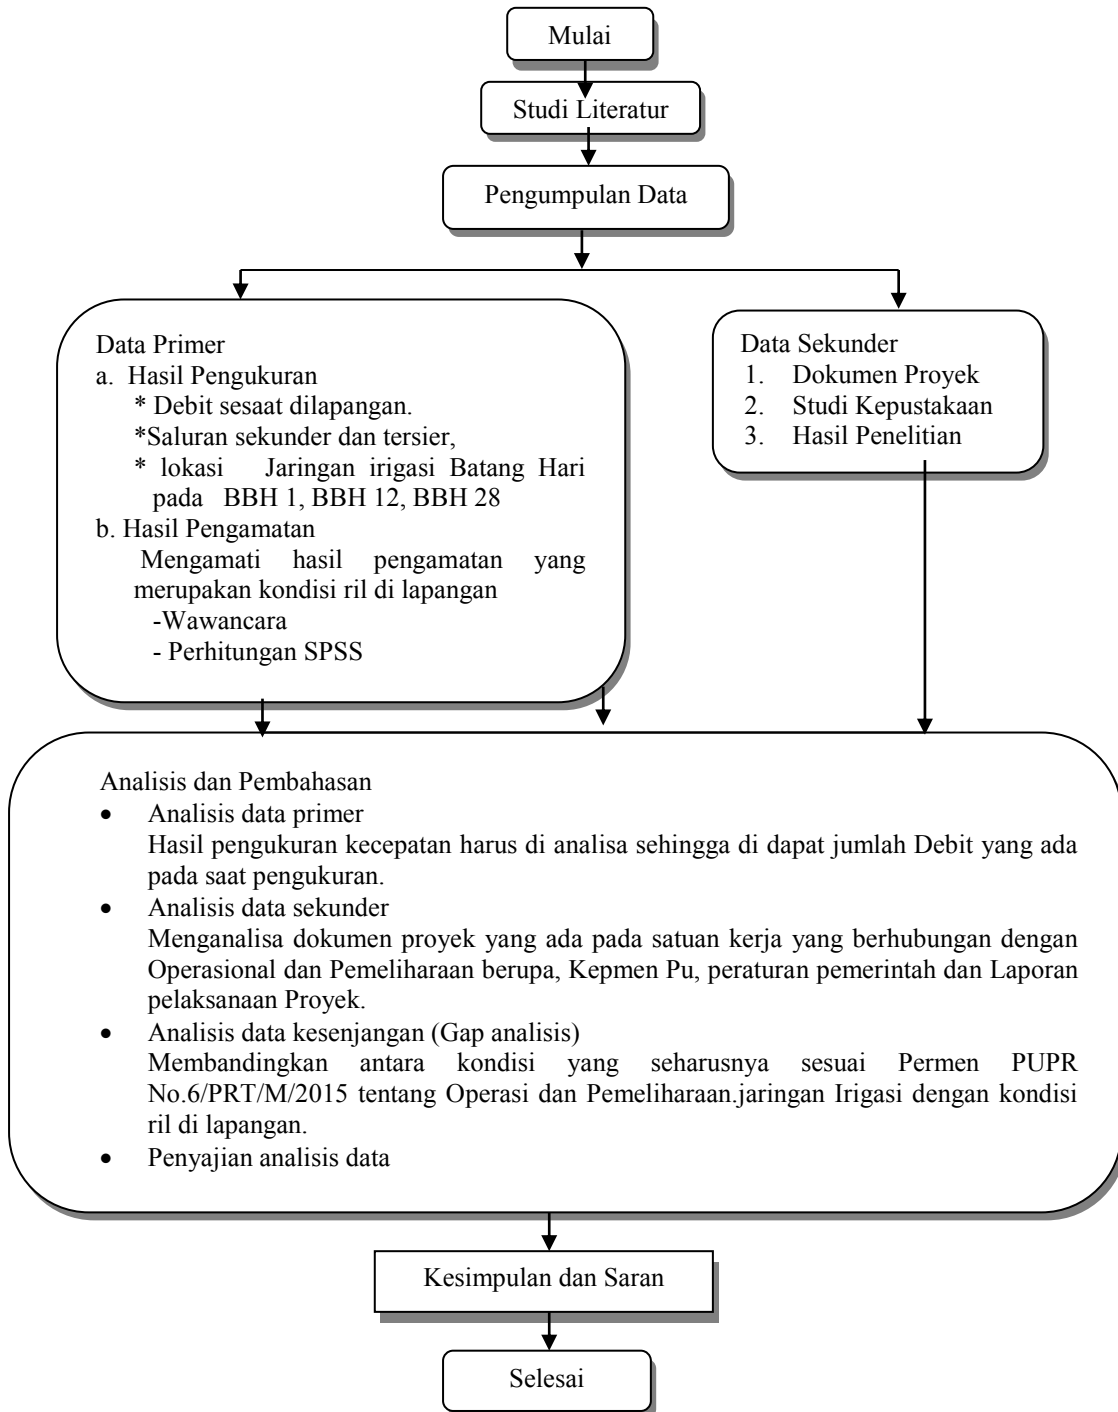 Mulai
Studi Literatur
Pengumpulan Data
Data Primer
a. Hasil Pengukuran
* Debit sesaat dilapangan.
*Saluran sekunder dan tersier,
* lokasi Jaringan irigasi Batang Hari
pada BBH 1, BBH 12, BBH 28
b. Hasil Pengamatan
Mengamati hasil pengamatan yang
merupakan kondisi ril di lapangan
-Wawancara
- Perhitungan SPSS
Data Sekunder
1. Dokumen Proyek
2. Studi Kepustakaan
3. Hasil Penelitian
Analisis dan Pembahasan
• Analisis data primer
Hasil pengukuran kecepatan harus di analisa sehingga di dapat jumlah Debit yang ada
pada saat pengukuran.
• Analisis data sekunder
Menganalisa dokumen proyek yang ada pada satuan kerja yang berhubungan dengan
Operasional dan Pemeliharaan berupa, Kepmen Pu, peraturan pemerintah dan Laporan
pelaksanaan Proyek.
• Analisis data kesenjangan (Gap analisis)
Membandingkan antara kondisi yang seharusnya sesuai Permen PUPR
No.6/PRT/M/2015 tentang Operasi dan Pemeliharaan.jaringan Irigasi dengan kondisi
ril di lapangan.
• Penyajian analisis data
Kesimpulan dan Saran
Selesai